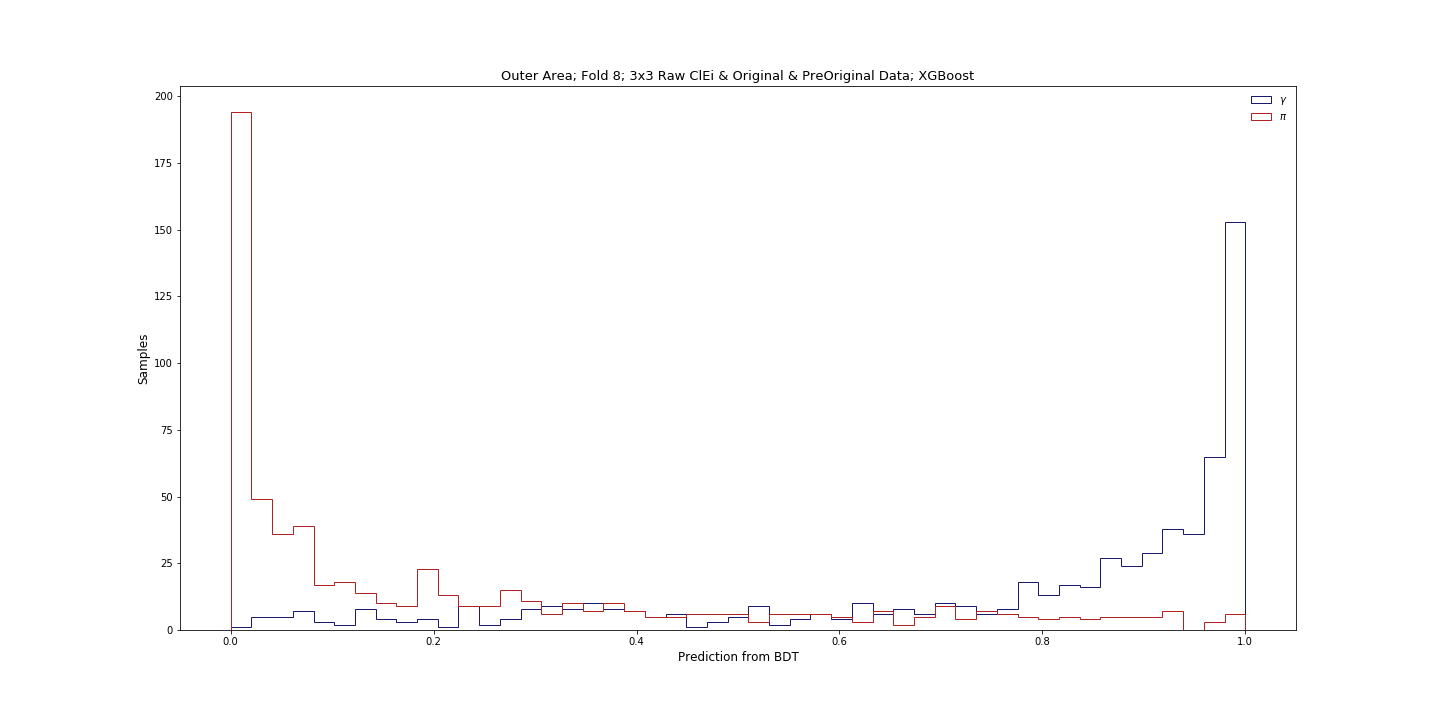 Outer Area; Fold 8; 3x3 Raw ClEi & Original & PreOriginal Data; XGBoost
γ
π
200
175
150
125
100
75
50
25
0
Samples
0.0 0.2 0.4 0.6 0.8 1.0
Prediction from BDT